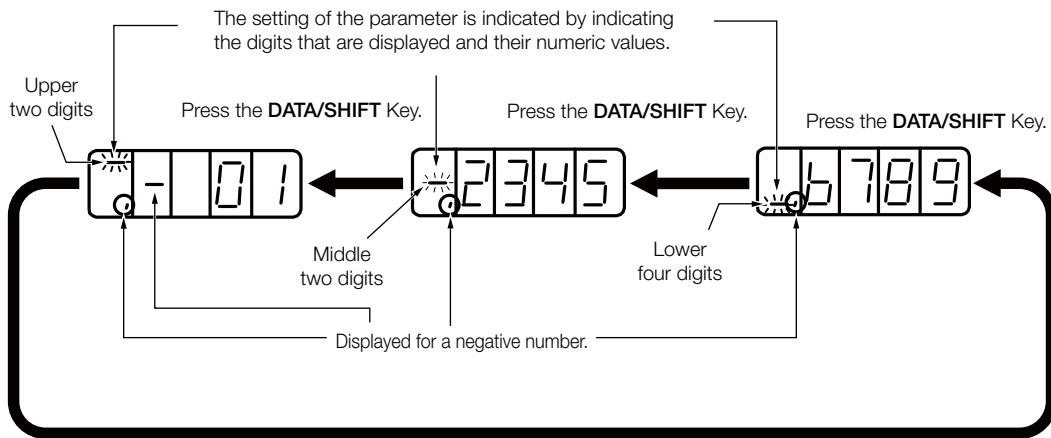 The setting of the parameter is indicated by indicating
the digits that are displayed and their numeric values.
Upper
two digits
Press the DATA/SHIFT Key.
Press the DATA/SHIFT Key.
Press the DATA/SHIFT Key.
- 01
2345
6789
Middle
two digits
Lower
four digits
Displayed for a negative number.